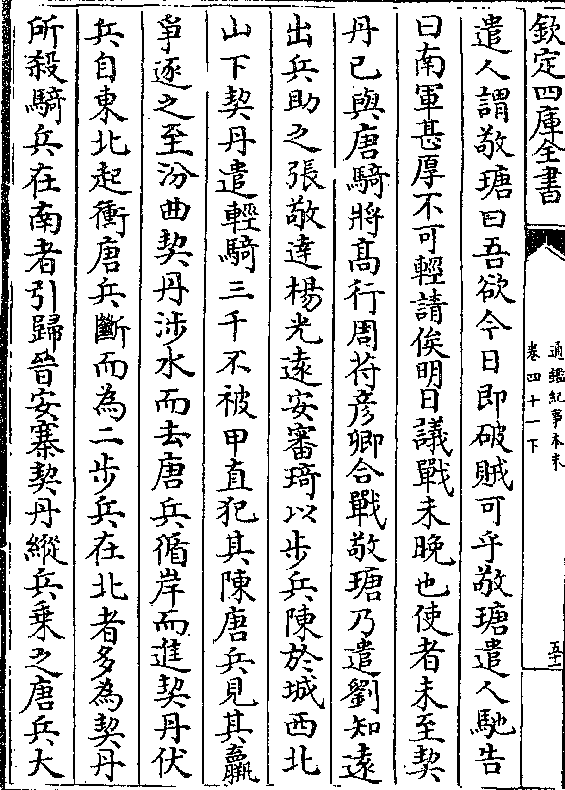 欽定四庫全書
通鑑紀事本末
卷四十一下
五十
遣人謂敬瑭曰吾欲今日即破賊可乎敬瑭遣人馳告
曰南軍甚厚不可輕請俟明日議戰未晚也使者未至契
丹已與唐騎將髙行周苻彦卿合戰敬瑭乃遣劉知逺
出兵助之張敬達楊光逺安審琦以步兵陳於城西北
山下契丹遣輕騎三千不被甲直犯其陳唐兵見其羸
爭逐之至汾曲契丹涉水而去唐兵循岸而進契丹伏
兵自東北起衝唐兵斷而為二步兵在北者多為契丹
所殺騎兵在南者引歸晉安寨契丹縱兵乗之唐兵大